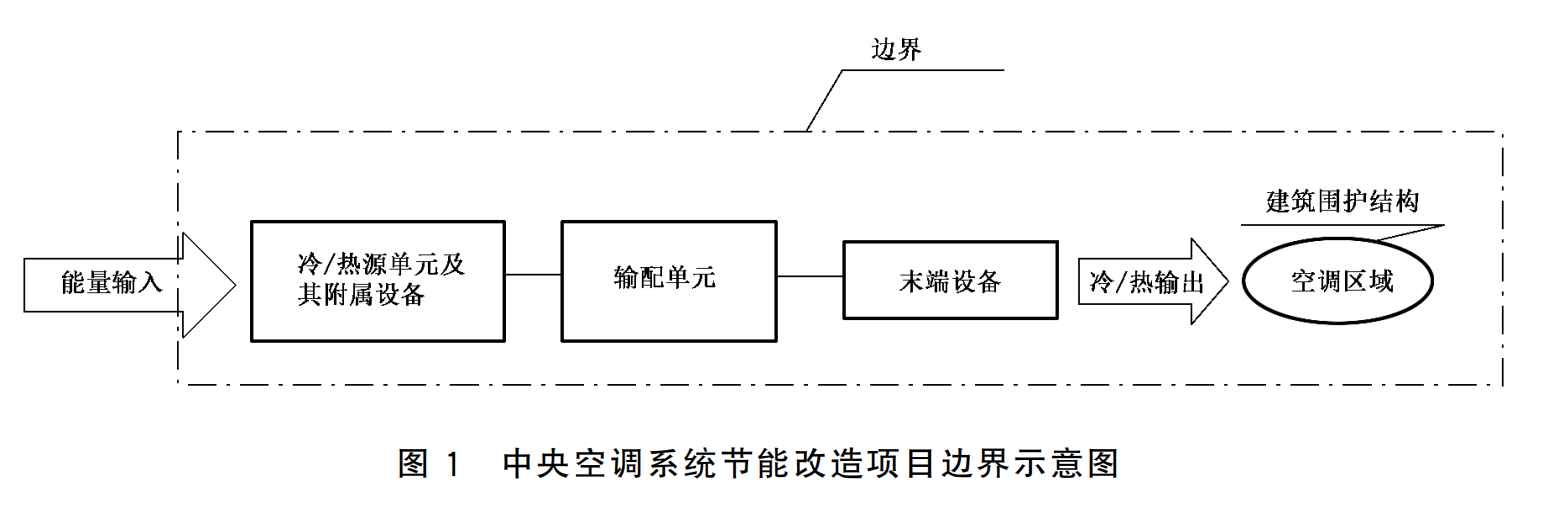 边界
建筑围护结构
能量输入
冷/热源单元及
其附属设备
输配单元
末端设备
冷/热输出
空调区域
图 1 中央空调系统节能改造项目边界示意图